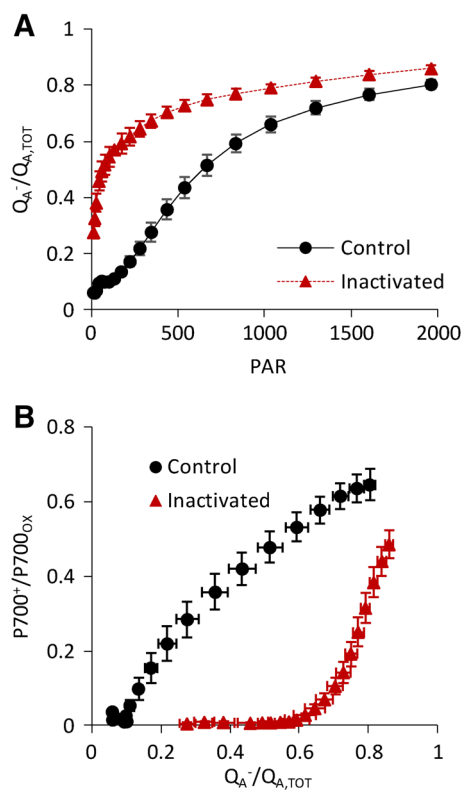 A
1
0.8
0.6
0.4
0.2
0
Q_A^-/Q_A,TOT
Control
Inactivated
0 500 1000 1500 2000
PAR
B
0.8
0.6
0.4
0.2
0
P700^+/P700_OX
Control
Inactivated
0 0.2 0.4 0.6 0.8 1
Q_A^-/Q_A,TOT